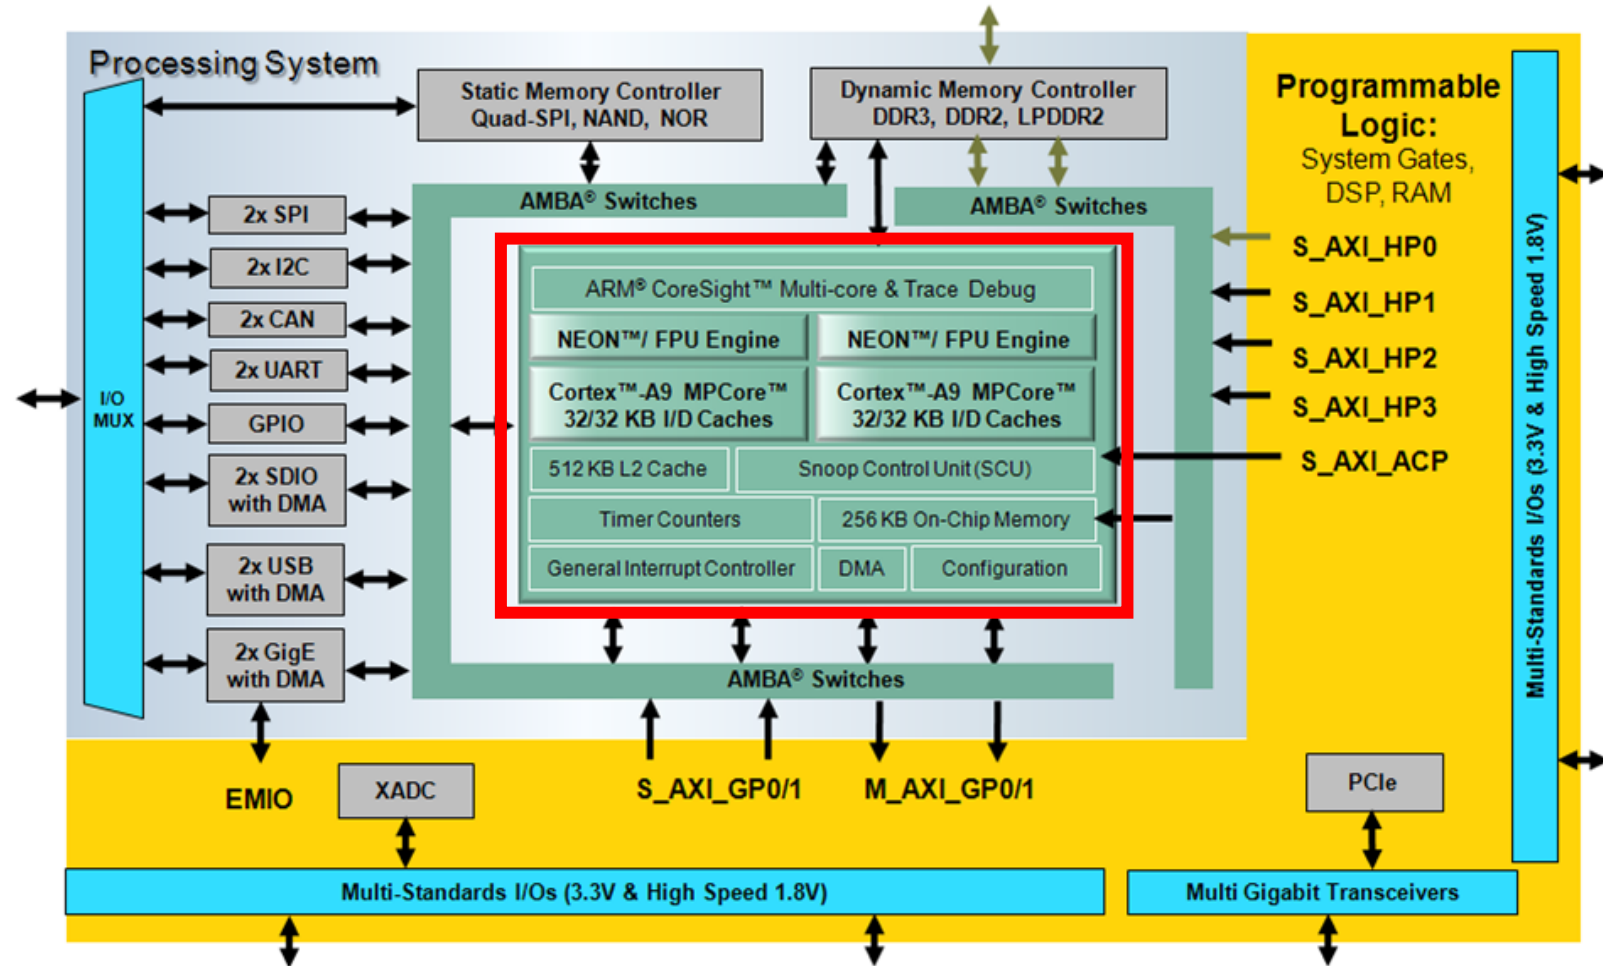 Processing System
Static Memory Controller
Quad-SPI, NAND, NOR
Dynamic Memory Controller
DDR3, DDR2, LPDDR2
Programmable
Logic:
System Gates,
DSP, RAM
AMBA® Switches
AMBA® Switches
I/O
MUX
2x SPI
2x I2C
2x CAN
2x UART
GPIO
2x SDIO
with DMA
2x USB
with DMA
2x GigE
with DMA
ARM® CoreSight™ Multi-core & Trace Debug
NEON™/ FPU Engine
NEON™/ FPU Engine
Cortex™-A9 MPCore™
32/32 KB I/D Caches
Cortex™-A9 MPCore™
32/32 KB I/D Caches
512 KB L2 Cache
Snoop Control Unit (SCU)
Timer Counters
256 KB On-Chip Memory
General Interrupt Controller
DMA
Configuration
S_AXI_HP0
S_AXI_HP1
S_AXI_HP2
S_AXI_HP3
S_AXI_ACP
Multi-Standards I/Os (3.3V & High Speed 1.8V)
AMBA® Switches
EMIO
XADC
S_AXI_GP0/1
M_AXI_GP0/1
PCIe
Multi-Standards I/Os (3.3V & High Speed 1.8V)
Multi Gigabit Transceivers